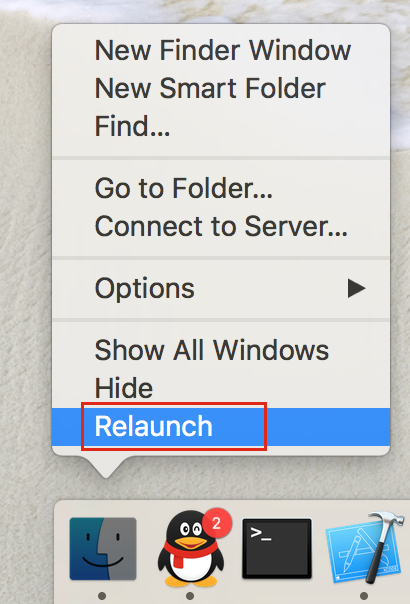 New Finder Window
New Smart Folder
Find...
Go to Folder...
Connect to Server...
Options
Show All Windows
Hide
Relaunch
2
>_